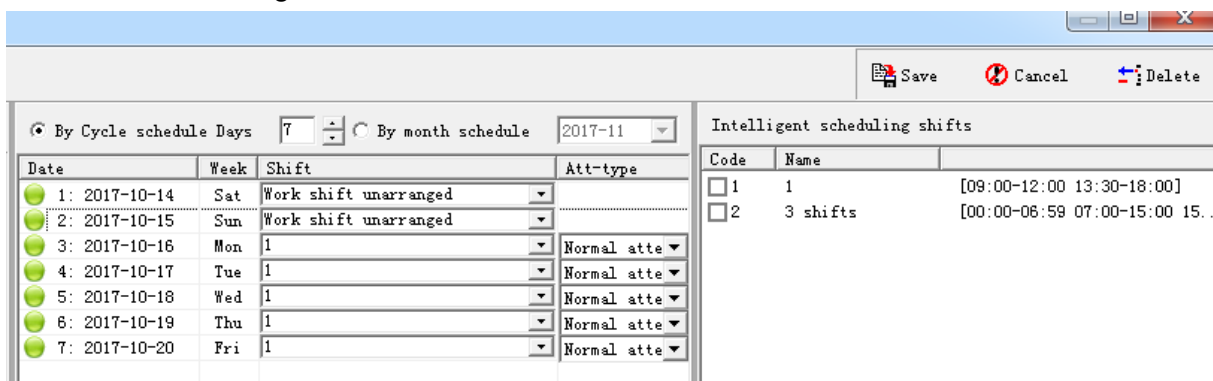 Save Cancel Delete
By Cycle schedule Days 7 By month schedule 2017-11
Date Week Shift Att-type
1: 2017-10-14 Sat Work shift unarranged
2: 2017-10-15 Sun Work shift unarranged
3: 2017-10-16 Mon 1 Normal atte
4: 2017-10-17 Tue 1 Normal atte
5: 2017-10-18 Wed 1 Normal atte
6: 2017-10-19 Thu 1 Normal atte
7: 2017-10-20 Fri 1 Normal atte
Intelligent scheduling shifts
Code Name
1 1 [09:00-12:00 13:30-18:00]
2 3 shifts [00:00-06:59 07:00-15:00 15..